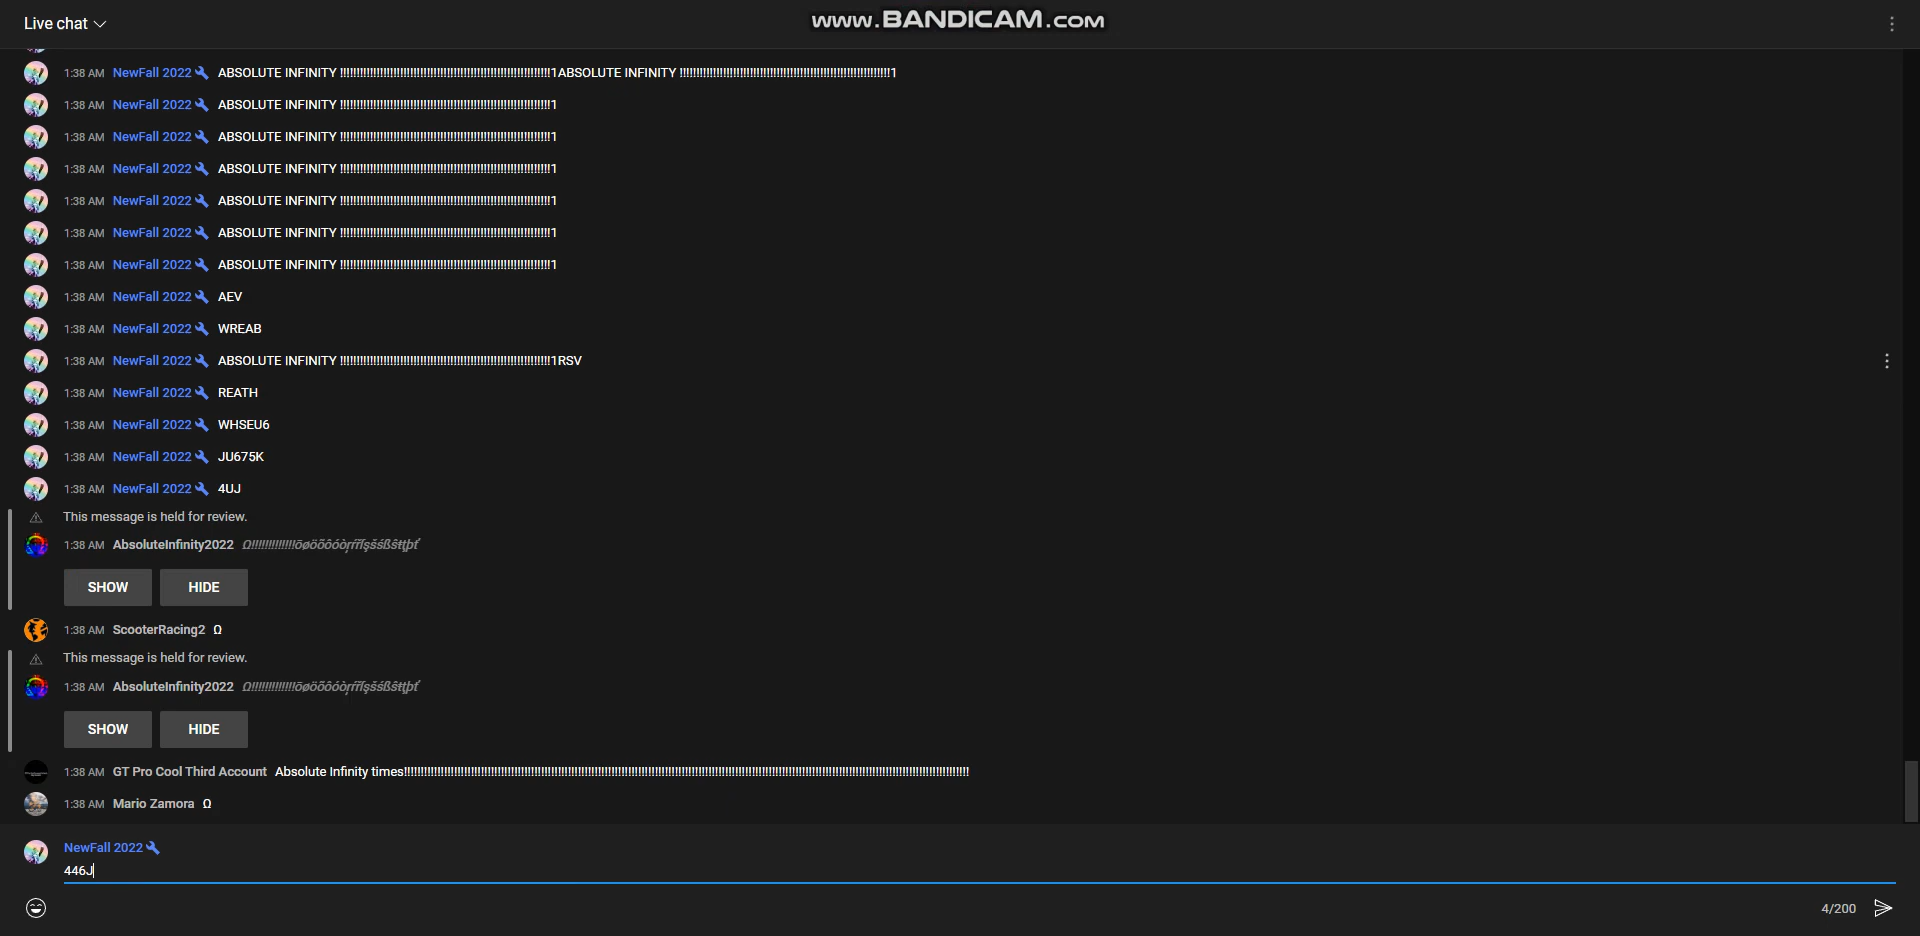 Live chat
www.BANDICAM.COM
1:38 AM NewFall 2022 ABSOLUTE INFINITY !!!!!!!!!!!!!!!!!!!!!!!!!!!!!!!!!!!!!!!!!!!!!!!!!!!!!!!!!!!!!!!1ABSOLUTE INFINITY !!!!!!!!!!!!!!!!!!!!!!!!!!!!!!!!!!!!!!!!!!!!!!!!!!!!!!!!!!!!!!!1
1:38 AM NewFall 2022 ABSOLUTE INFINITY !!!!!!!!!!!!!!!!!!!!!!!!!!!!!!!!!!!!!!!!!!!!!!!!!!!!!!!!!!!!!!!1
1:38 AM NewFall 2022 ABSOLUTE INFINITY !!!!!!!!!!!!!!!!!!!!!!!!!!!!!!!!!!!!!!!!!!!!!!!!!!!!!!!!!!!!!!!1
1:38 AM NewFall 2022 ABSOLUTE INFINITY !!!!!!!!!!!!!!!!!!!!!!!!!!!!!!!!!!!!!!!!!!!!!!!!!!!!!!!!!!!!!!!1
1:38 AM NewFall 2022 ABSOLUTE INFINITY !!!!!!!!!!!!!!!!!!!!!!!!!!!!!!!!!!!!!!!!!!!!!!!!!!!!!!!!!!!!!!!1
1:38 AM NewFall 2022 ABSOLUTE INFINITY !!!!!!!!!!!!!!!!!!!!!!!!!!!!!!!!!!!!!!!!!!!!!!!!!!!!!!!!!!!!!!!1
1:38 AM NewFall 2022 ABSOLUTE INFINITY !!!!!!!!!!!!!!!!!!!!!!!!!!!!!!!!!!!!!!!!!!!!!!!!!!!!!!!!!!!!!!!1
1:38 AM NewFall 2022 AEV
1:38 AM NewFall 2022 WREAB
1:38 AM NewFall 2022 ABSOLUTE INFINITY !!!!!!!!!!!!!!!!!!!!!!!!!!!!!!!!!!!!!!!!!!!!!!!!!!!!!!!!!!!!!!!1RSV
1:38 AM NewFall 2022 REATH
1:38 AM NewFall 2022 WHSEU6
1:38 AM NewFall 2022 JU675K
1:38 AM NewFall 2022 4UJ
This message is held for review.
1:38 AM AbsoluteInfinity2022
SHOW HIDE
1:38 AM ScooterRacing2 Ω
This message is held for review.
1:38 AM AbsoluteInfinity2022
SHOW HIDE
1:38 AM GT Pro Cool Third Account Absolute Infinity times!!!!!!!!!!!!!!!!!!!!!!!!!!!!!!!!!!!!!!!!!!!!!!!!!!!!!!!!!!!!!!!!!!!!!!!!!!!!!!!!!!!!!!!!!!!!!!!!!!!!!!!!!!!!!!!!!!!!!!!!!!!!!!!!!!!!!!!!!!!!!!!!!!!!!!!!!!!!!!!!!!!!!!!!!
1:38 AM Mario Zamora Ω
NewFall 2022
446J
4/200